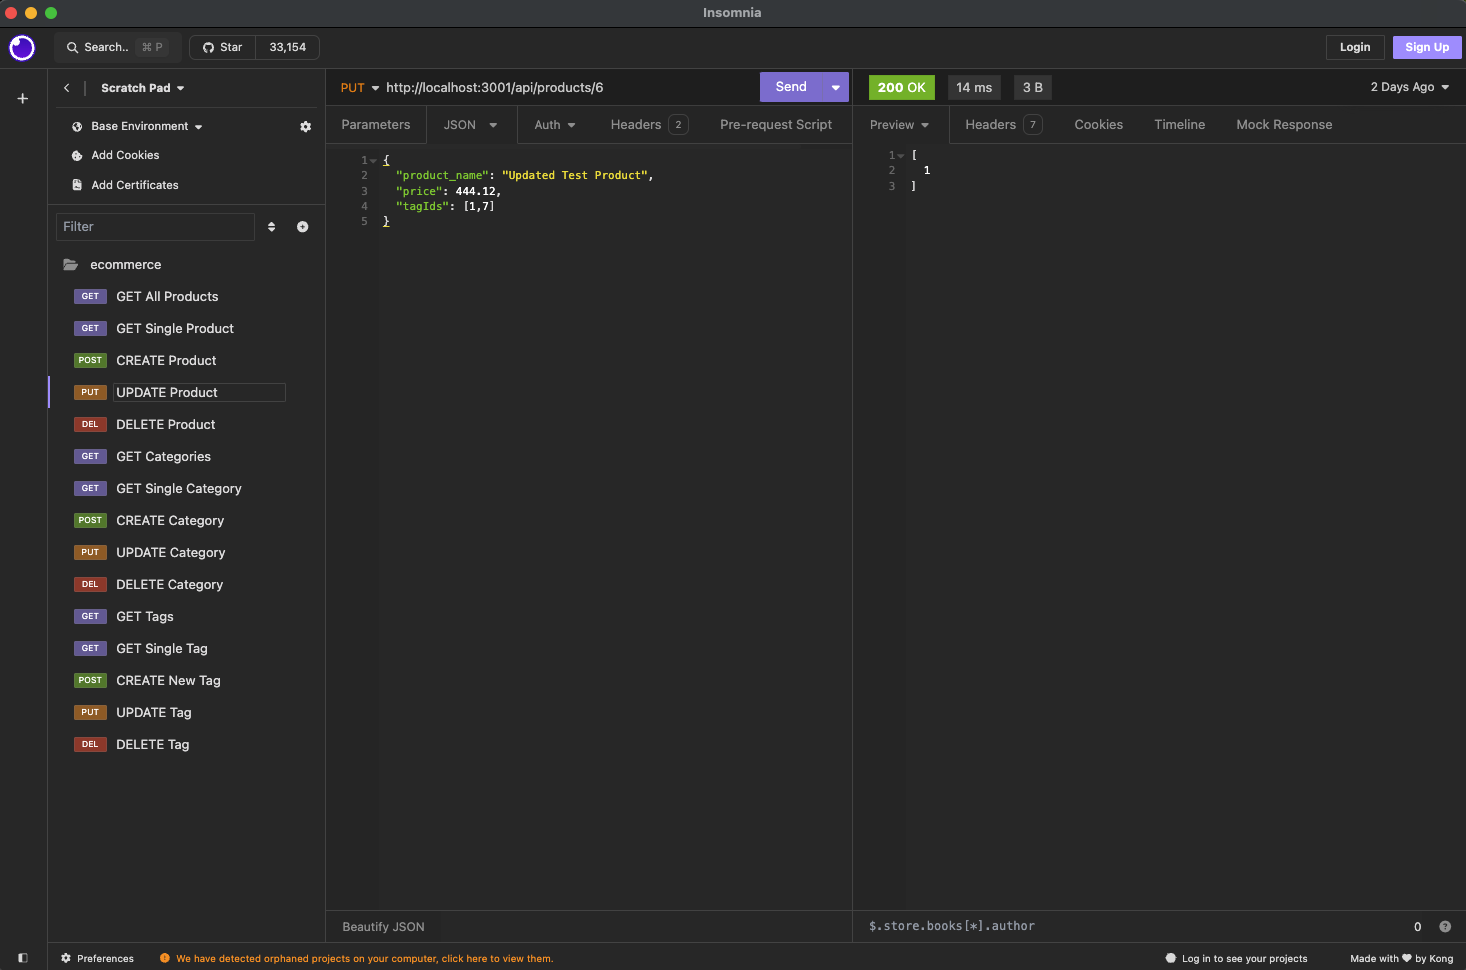 Insomnia
Search.. ⌘ P
Star 33,154
Login
Sign Up
Scratch Pad
PUT http://localhost:3001/api/products/6
Send
200 OK 14 ms 3 B
2 Days Ago
Base Environment
Add Cookies
Add Certificates
Filter
ecommerce
GET GET All Products
GET GET Single Product
POST CREATE Product
PUT UPDATE Product
DEL DELETE Product
GET GET Categories
GET GET Single Category
POST CREATE Category
PUT UPDATE Category
DEL DELETE Category
GET GET Tags
GET GET Single Tag
POST CREATE New Tag
PUT UPDATE Tag
DEL DELETE Tag
Parameters JSON Auth Headers 2 Pre-request Script
1 {
2 "product_name": "Updated Test Product",
3 "price": 444.12,
4 "tagIds": [1,7]
5 }
Beautify JSON
Preview Headers 7 Cookies Timeline Mock Response
1 [
2 1
3 ]
$.store.books[*].author
0 ?
Preferences
We have detected orphaned projects on your computer, click here to view them.
Log in to see your projects
Made with ♥ by Kong